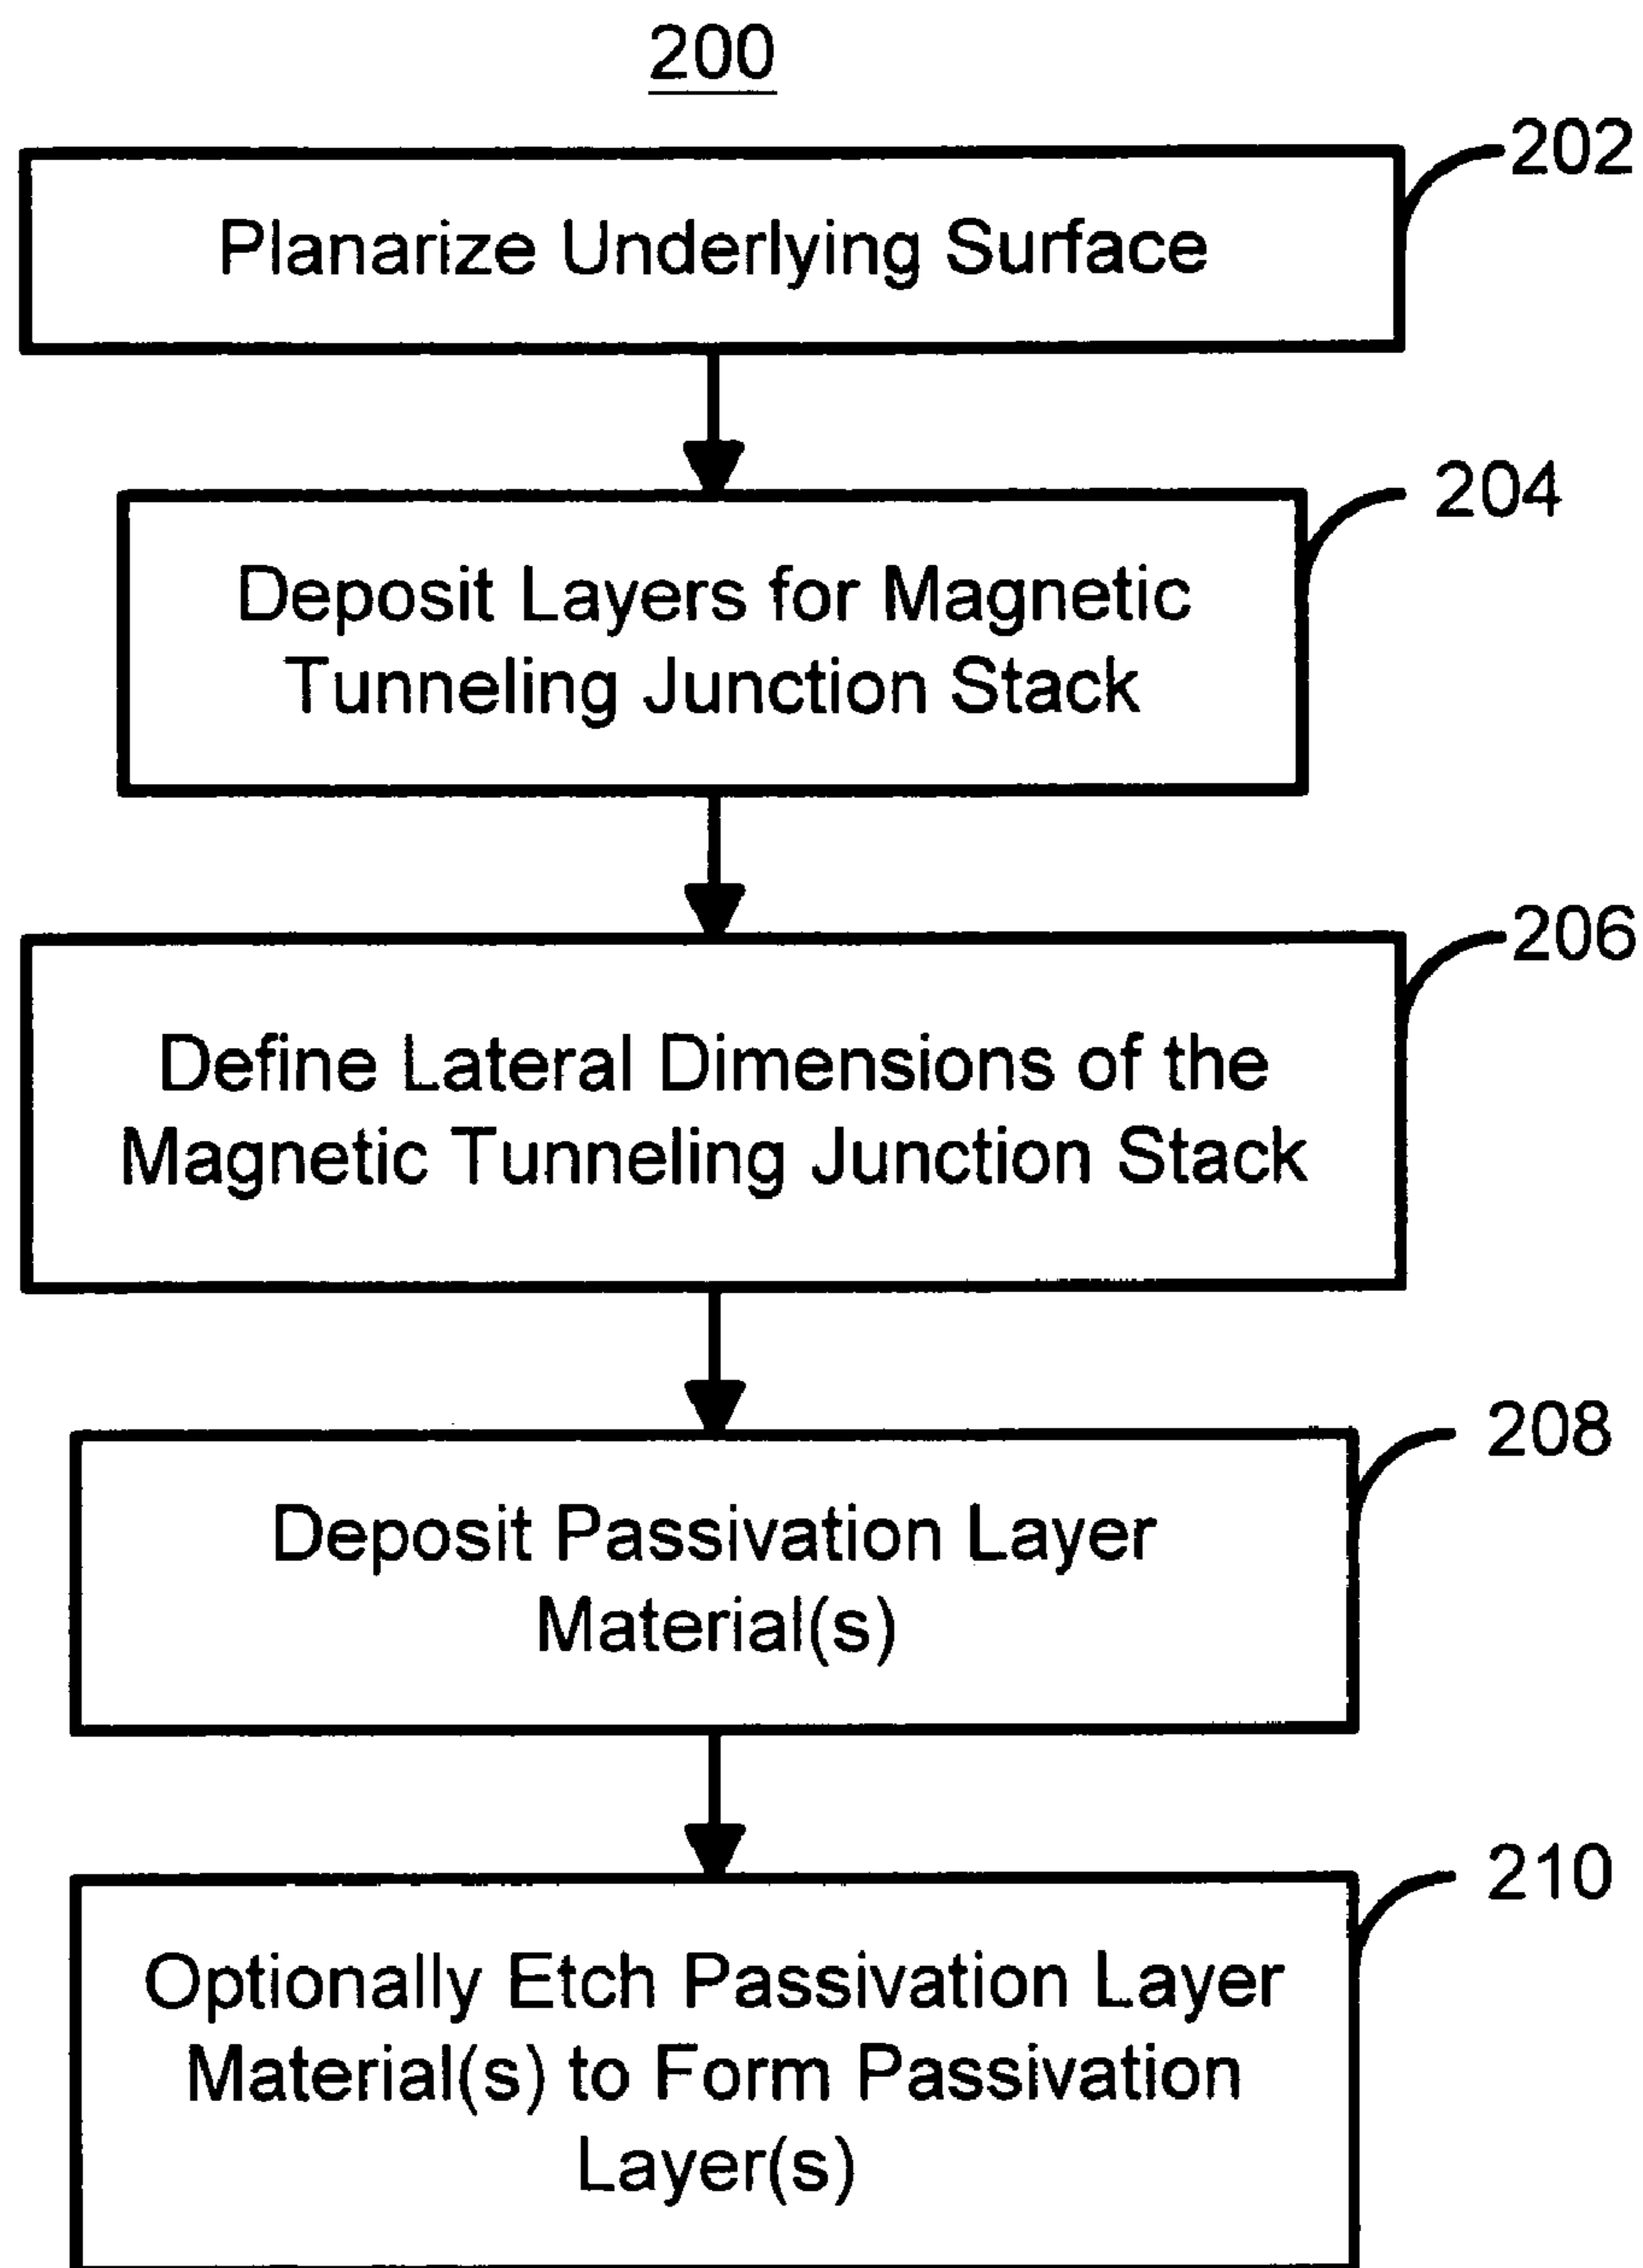 200
202
Planarize Underlying Surface
204
Deposit Layers for Magnetic
Tunneling Junction Stack
206
Define Lateral Dimensions of the
Magnetic Tunneling Junction Stack
208
Deposit Passivation Layer
Material(s)
210
Optionally Etch Passivation Layer
Material(s) to Form Passivation
Layer(s)